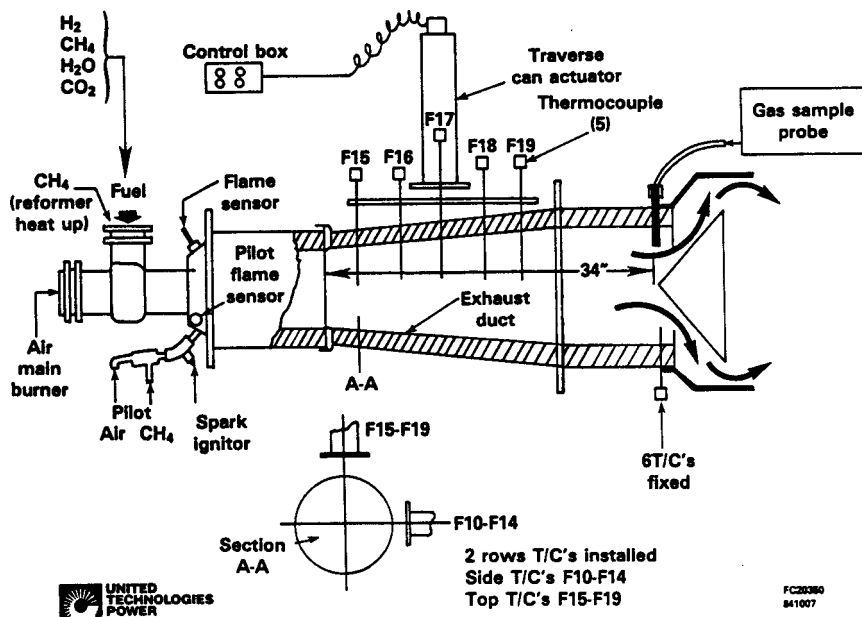 H2
CH4
H2O
CO2
Control box
Traverse
can actuator
Thermocouple
(5)
Gas sample
probe
F17
F15
F16
F18
F19
CH4
(reformer
heat up)
Fuel
Flame
sensor
Pilot
flame
sensor
34"
Exhaust
duct
Air
main
burner
Pilot
Air CH4
Spark
ignitor
A-A
F15-F19
6T/C's
fixed
Section
A-A
F10-F14
2 rows T/C's installed
Side T/C's F10-F14
Top T/C's F15-F19
UNITED
TECHNOLOGIES
POWER
FC20350
841007